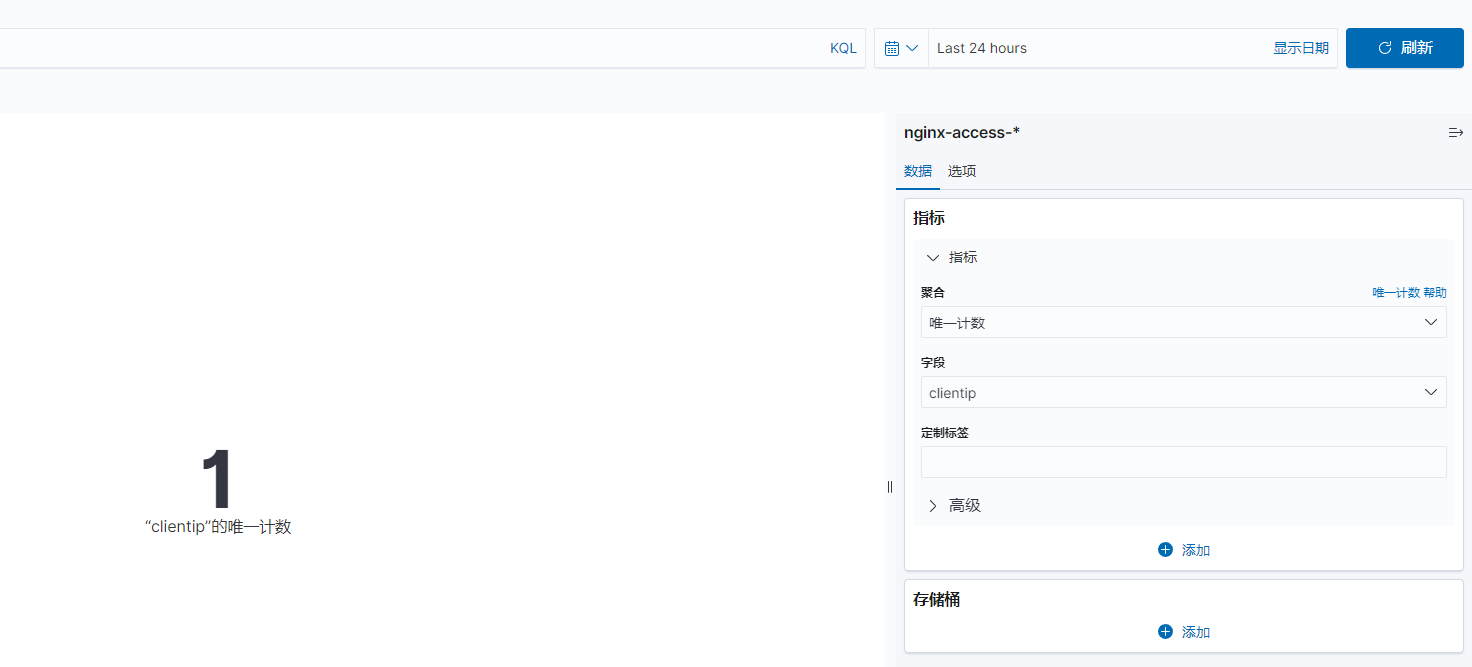 KQL
Last 24 hours
显示日期
刷新
nginx-access-*
数据 选项
指标
指标
聚合
唯一计数 帮助
唯一计数
字段
clientip
定制标签
高级
添加
存储桶
添加
1
“clientip”的唯一计数